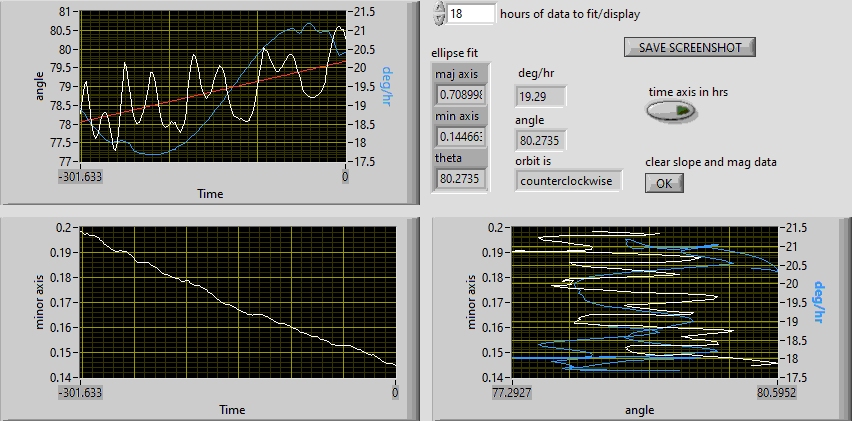 81
80.5
80
79.5
79
78.5
78
77.5
77
angle
21.5
21
20.5
20
19.5
19
18.5
18
17.5
deg/hr
-301.633
0
Time
18
hours of data to fit/display
SAVE SCREENSHOT
ellipse fit
maj axis
0.708998
min axis
0.144663
theta
80.2735
deg/hr
19.29
angle
80.2735
orbit is
counterclockwise
time axis in hrs
clear slope and mag data
OK
0.2
0.19
0.18
0.17
0.16
0.15
0.14
minor axis
-301.633
0
Time
0.2
0.19
0.18
0.17
0.16
0.15
0.14
minor axis
21.5
21
20.5
20
19.5
19
18.5
18
17.5
deg/hr
77.2927
80.5952
angle